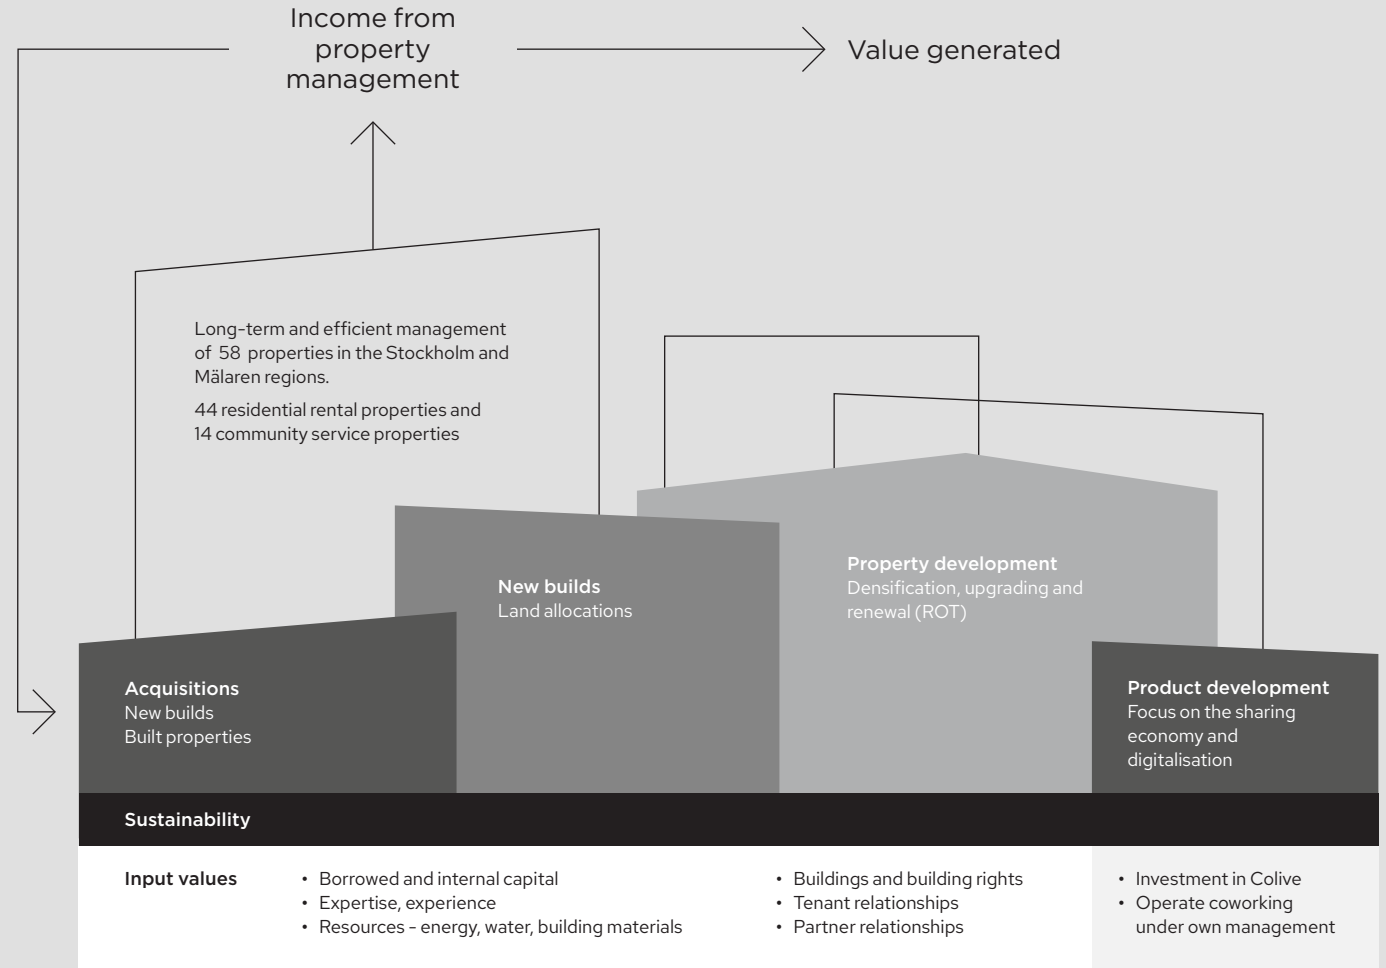 Income from
property
management
Value generated
Long-term and efficient management
of 58 properties in the Stockholm and
Mälaren regions.
44 residential rental properties and
14 community service properties
New builds
Land allocations
Property development
Densification, upgrading and
renewal (ROT)
Acquisitions
New builds
Built properties
Product development
Focus on the sharing
economy and
digitalisation
Sustainability
Input values
• Borrowed and internal capital
• Expertise, experience
• Resources - energy, water, building materials
• Buildings and building rights
• Tenant relationships
• Partner relationships
• Investment in Colive
• Operate coworking
under own management